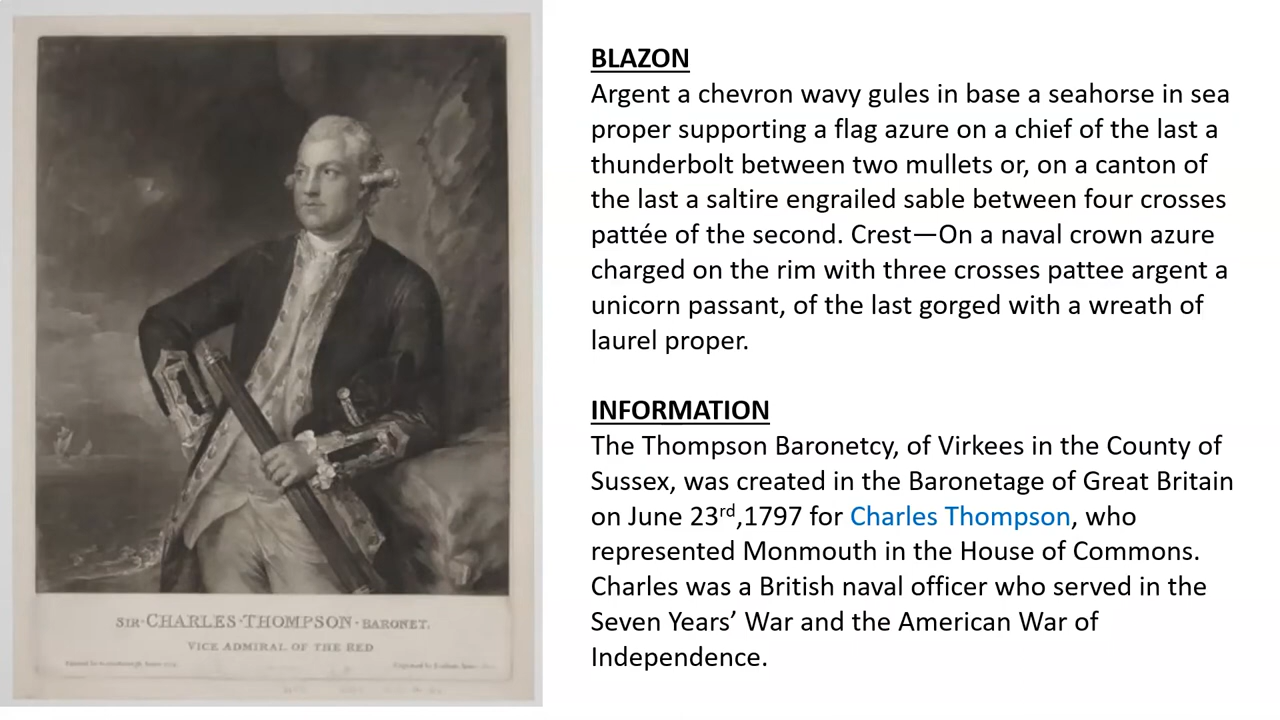 SIR·CHARLES·THOMPSON·BARONET.
VICE ADMIRAL OF THE RED
BLAZON
Argent a chevron wavy gules in base a seahorse in sea
proper supporting a flag azure on a chief of the last a
thunderbolt between two mullets or, on a canton of
the last a saltire engrailed sable between four crosses
pattée of the second. Crest—On a naval crown azure
charged on the rim with three crosses pattee argent a
unicorn passant, of the last gorged with a wreath of
laurel proper.
INFORMATION
The Thompson Baronetcy, of Virkees in the County of
Sussex, was created in the Baronetage of Great Britain
on June 23rd,1797 for Charles Thompson, who
represented Monmouth in the House of Commons.
Charles was a British naval officer who served in the
Seven Years’ War and the American War of
Independence.